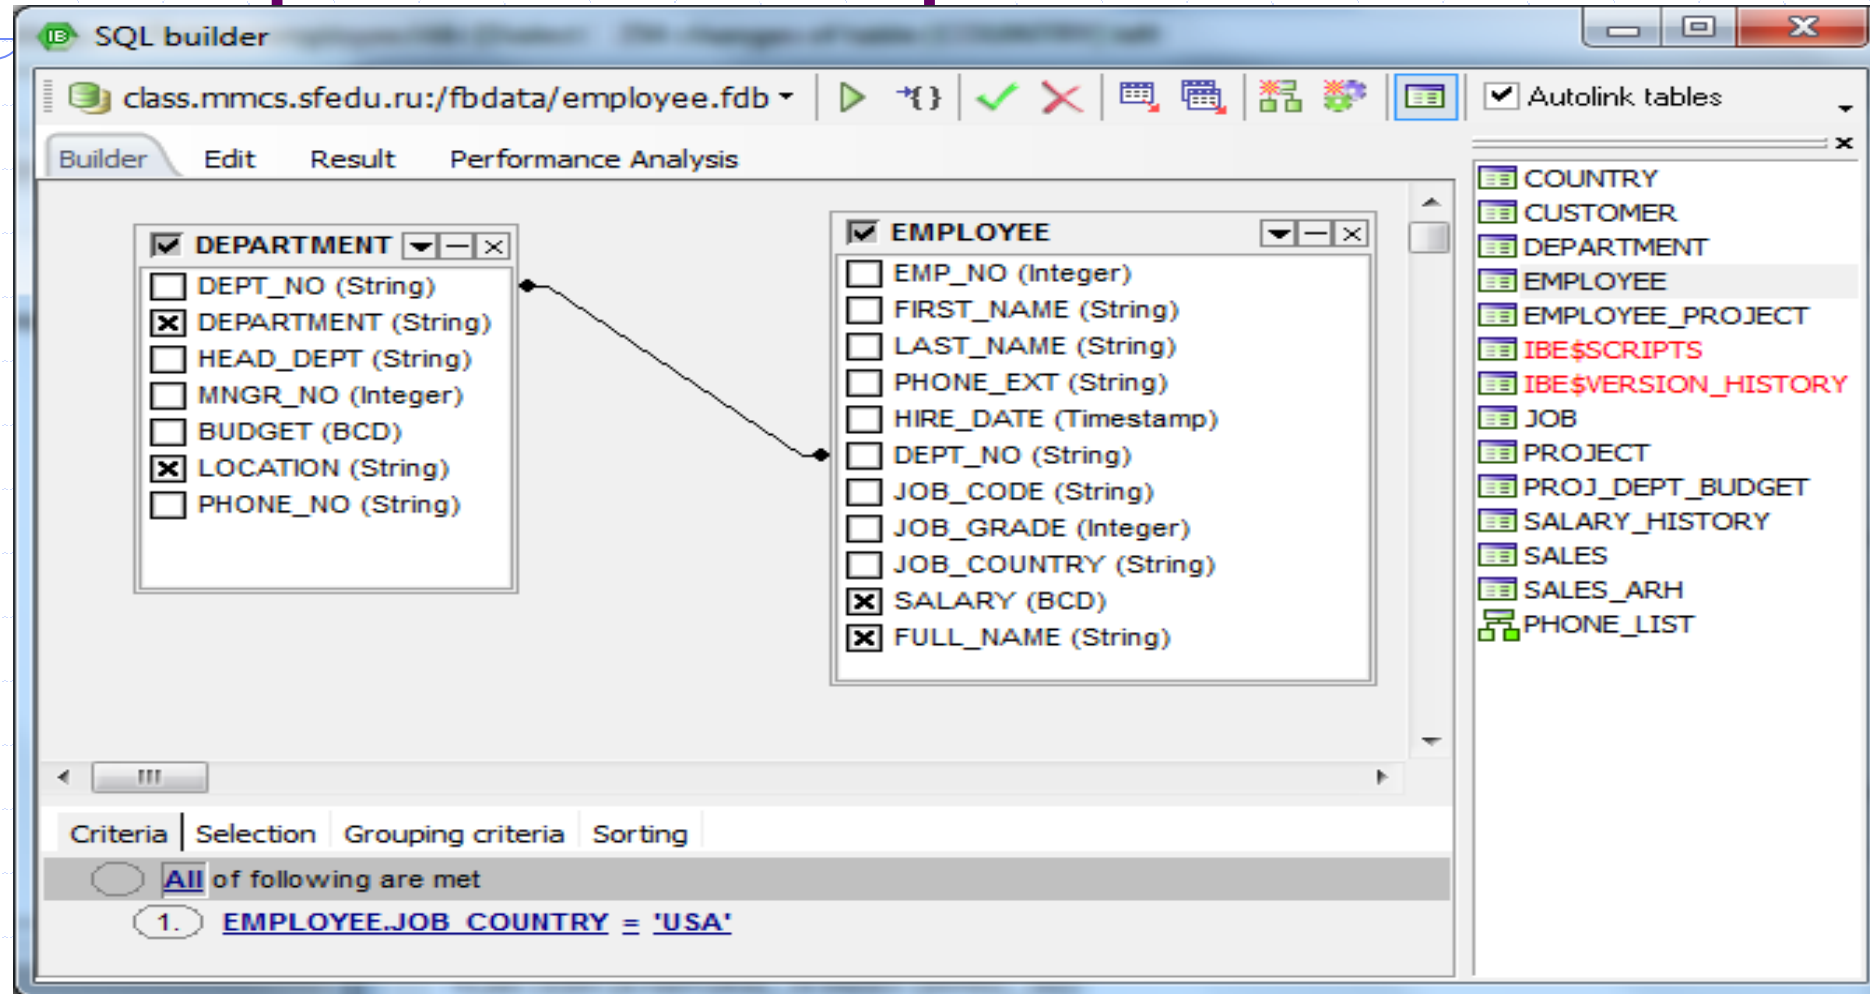 SQL builder
class.mmcs.sfedu.ru:/fbdata/employee.fdb
Autolink tables
Builder Edit Result Performance Analysis
DEPARTMENT
DEPT_NO (String)
DEPARTMENT (String)
HEAD_DEPT (String)
MNGR_NO (Integer)
BUDGET (BCD)
LOCATION (String)
PHONE_NO (String)
EMPLOYEE
EMP_NO (Integer)
FIRST_NAME (String)
LAST_NAME (String)
PHONE_EXT (String)
HIRE_DATE (Timestamp)
DEPT_NO (String)
JOB_CODE (String)
JOB_GRADE (Integer)
JOB_COUNTRY (String)
SALARY (BCD)
FULL_NAME (String)
COUNTRY
CUSTOMER
DEPARTMENT
EMPLOYEE
EMPLOYEE_PROJECT
IBE$SCRIPTS
IBE$VERSION_HISTORY
JOB
PROJECT
PROJ_DEPT_BUDGET
SALARY_HISTORY
SALES
SALES_ARH
PHONE_LIST
Criteria Selection Grouping criteria Sorting
All of following are met
1. EMPLOYEE.JOB_COUNTRY = 'USA'